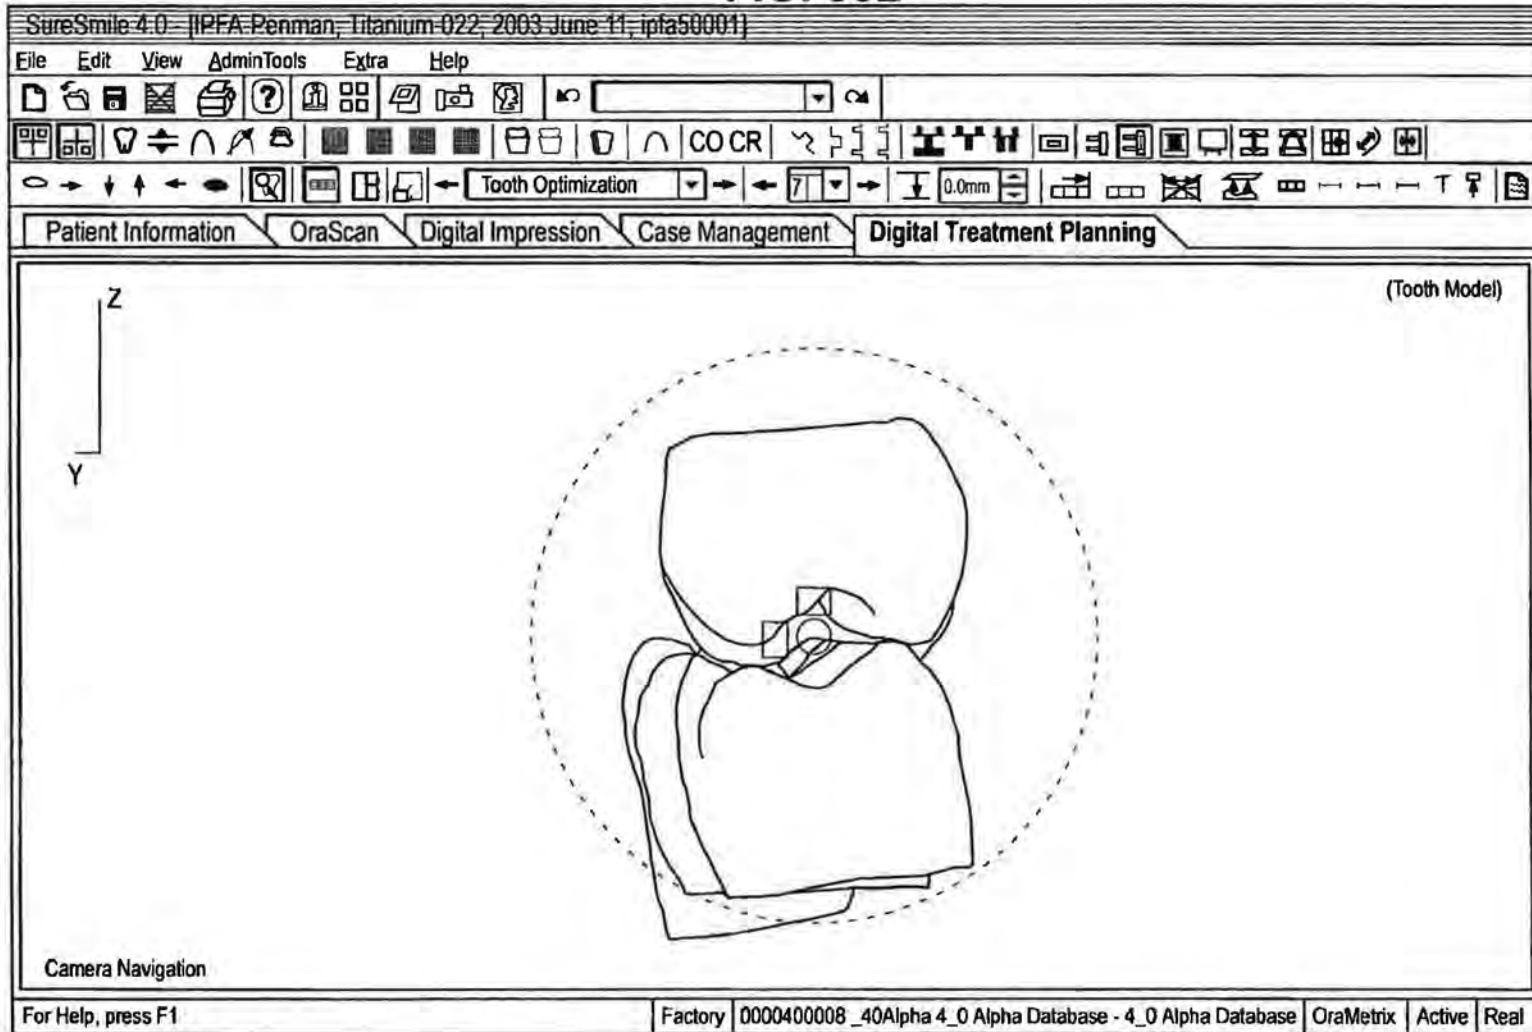 SureSmile 4.0 - [IPFA-Penman, Titanium-022, 2003 June 11, ipfa50001]
File Edit View AdminTools Extra Help
CO CR
Tooth Optimization 7 0.0mm
Patient Information OraScan Digital Impression Case Management Digital Treatment Planning
Z
(Tooth Model)
Y
Camera Navigation
For Help, press F1 Factory 0000400008 _40Alpha 4_0 Alpha Database - 4_0 Alpha Database OraMetrix Active Real